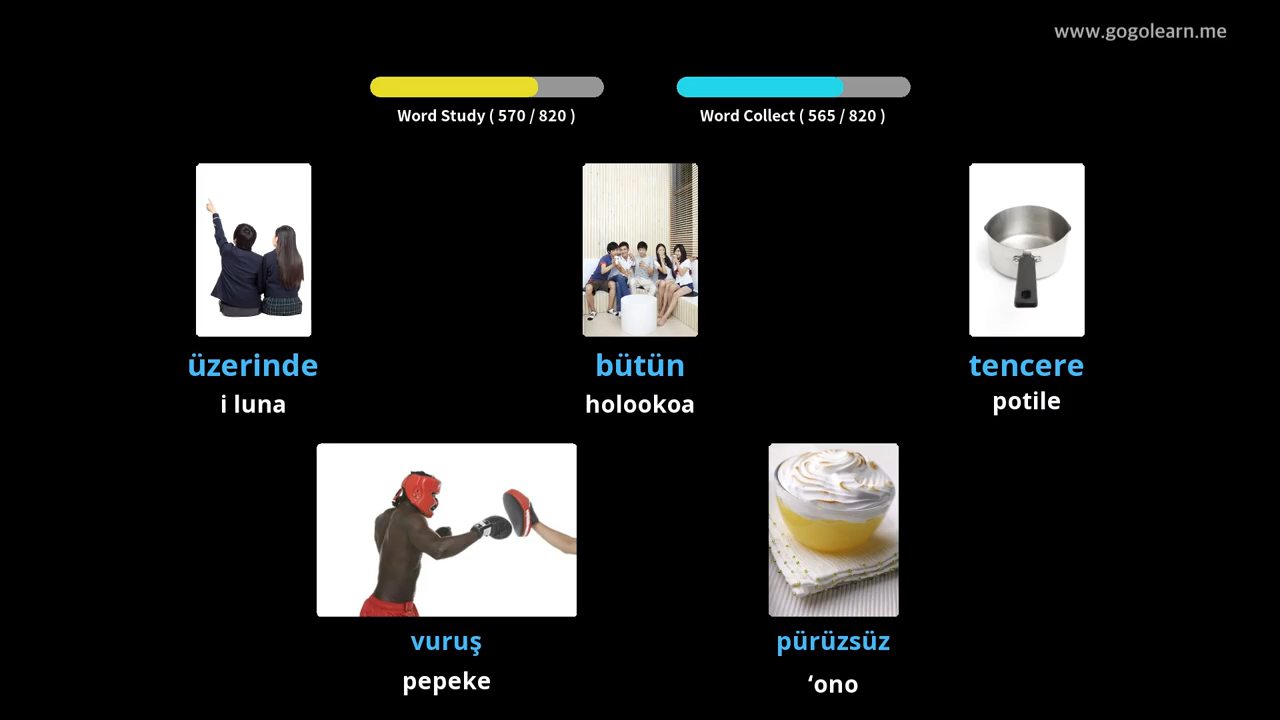 www.gogolearn.me
Word Study ( 570 / 820 )
Word Collect ( 565 / 820 )
üzerinde
i luna
bütün
holookoa
tencere
potile
vuruş
pepeke
pürüzsüz
‘ono